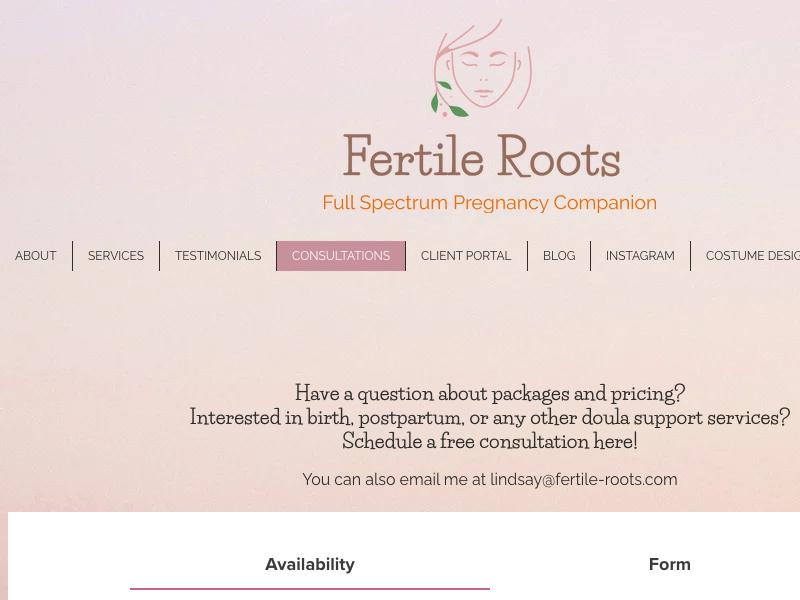 Fertile Roots
Full Spectrum Pregnancy Companion
ABOUT
SERVICES
TESTIMONIALS
CONSULTATIONS
CLIENT PORTAL
BLOG
INSTAGRAM
COSTUME DESIG
Have a question about packages and pricing?
Interested in birth, postpartum, or any other doula support services?
Schedule a free consultation here!
You can also email me at lindsay@fertile-roots.com
Availability
Form